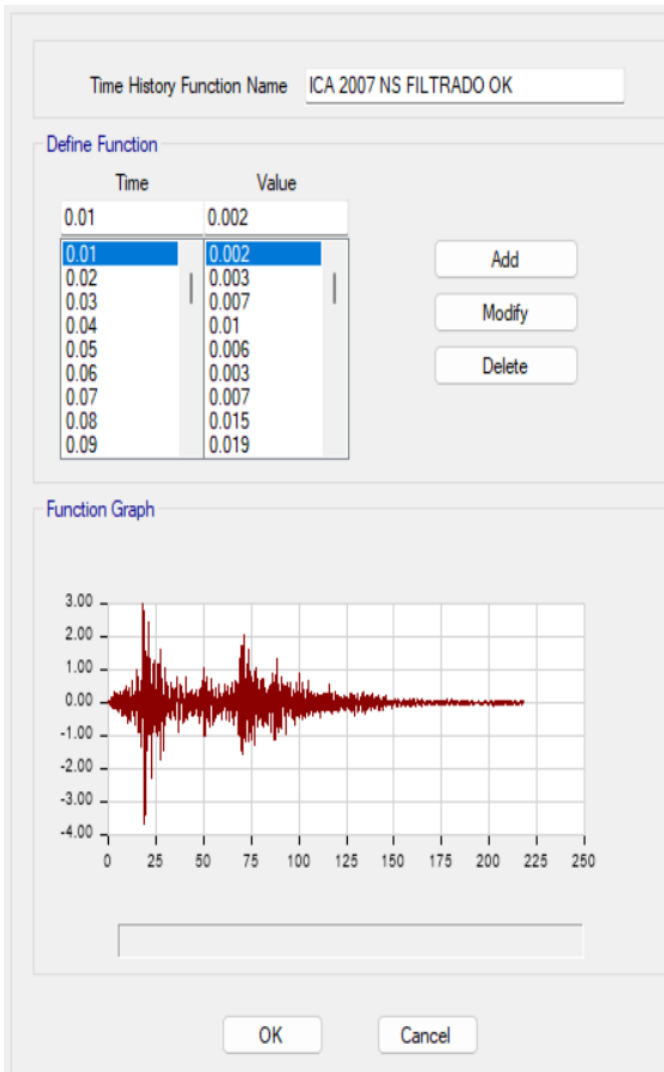 Time History Function Name ICA 2007 NS FILTRADO OK
Define Function
Time Value
0.01 0.002
0.01 0.002
0.02 0.003
0.03 0.007
0.04 0.01
0.05 0.006
0.06 0.003
0.07 0.007
0.08 0.015
0.09 0.019
Add
Modify
Delete
Function Graph
3.00
2.00
1.00
0.00
-1.00
-2.00
-3.00
-4.00
0 25 50 75 100 125 150 175 200 225 250
OK Cancel